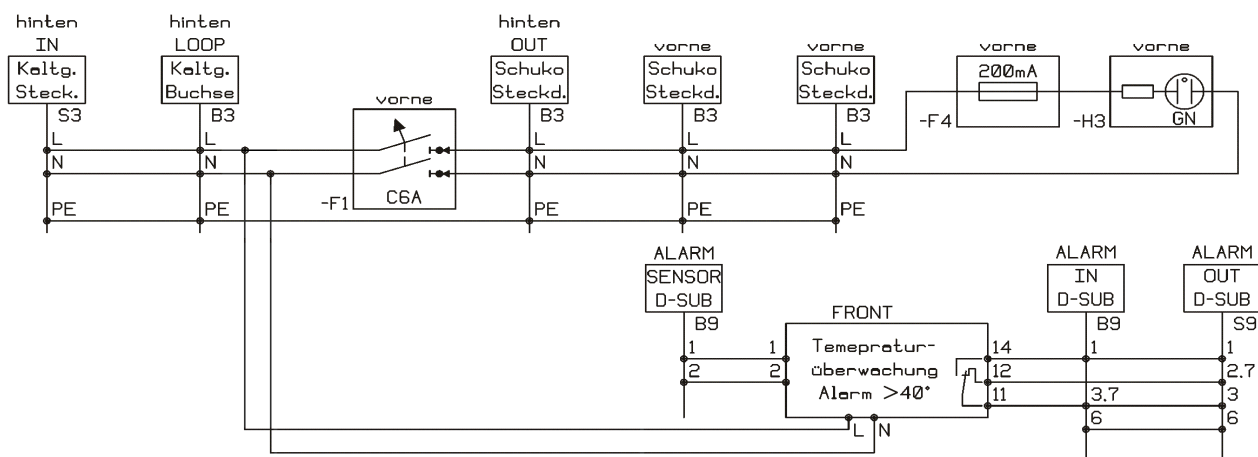 hinten
IN
Kaltg.
Steck.
S3
hinten
LOOP
Kaltg.
Buchse
B3
vorne
-F1
C6A
hinten
OUT
Schuko
Steckd.
B3
vorne
Schuko
Steckd.
B3
vorne
Schuko
Steckd.
B3
vorne
200mA
-F4
vorne
-H3
GN
L
L
L
L
L
N
N
N
N
N
PE
PE
PE
PE
PE
ALARM
SENSOR
D-SUB
B9
1
2
FRONT
1
2
Temepratur-
überwachung
Alarm >40°
L
N
14
12
11
ALARM
IN
D-SUB
B9
1
3.7
6
ALARM
OUT
D-SUB
S9
1
2.7
3
6